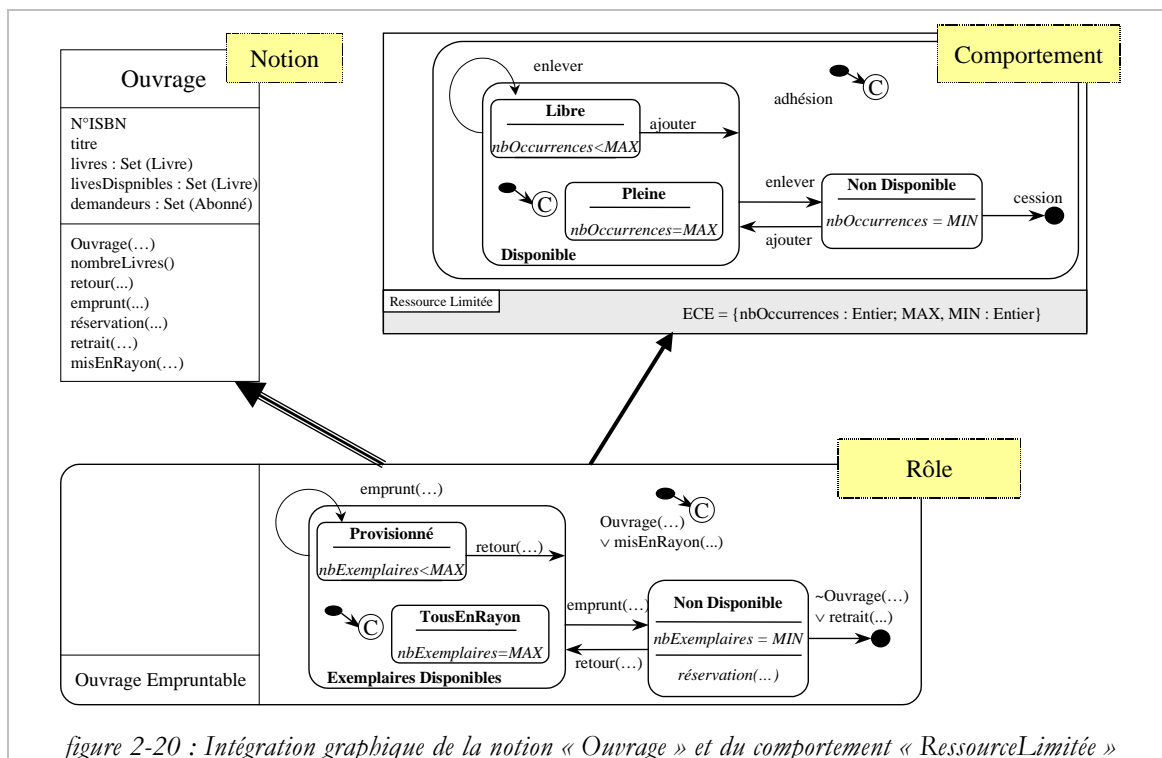 Notion
Ouvrage
N°ISBN
titre
livres : Set (Livre)
livesDispnibles : Set (Livre)
demandeurs : Set (Abonné)
Ouvrage(…)
nombreLivres()
retour(...)
emprunt(...)
réservation(...)
retrait(…)
misEnRayon(…)
Comportement
enlever
adhésion
C
Libre
nbOccurrences<MAX
ajouter
C
Pleine
nbOccurrences=MAX
Disponible
enlever
ajouter
Non Disponible
nbOccurrences = MIN
cession
Ressource Limitée
ECE = {nbOccurrences : Entier; MAX, MIN : Entier}
Rôle
emprunt(…)
C
Ouvrage(…)
∨ misEnRayon(...)
Provisionné
nbExemplaires<MAX
retour(…)
C
TousEnRayon
nbExemplaires=MAX
Exemplaires Disponibles
emprunt(…)
retour(…)
Non Disponible
nbExemplaires = MIN
réservation(...)
~Ouvrage(…)
∨ retrait(...)
Ouvrage Empruntable
figure 2-20 : Intégration graphique de la notion « Ouvrage » et du comportement « RessourceLimitée »